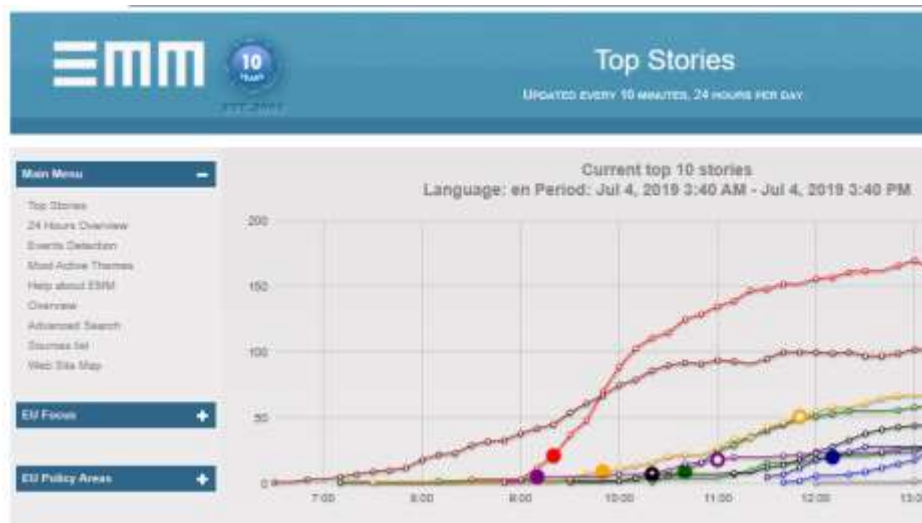 EMM
10
YEARS
Top Stories
UPDATED EVERY 10 MINUTES, 24 HOURS PER DAY
Main Menu
Top Stories
24 Hours Overview
Events Detection
Most Active Themes
Help about EMM
Overview
Advanced Search
Sources list
Web Site Map
EU Focus
EU Policy Areas
Current top 10 stories
Language: en Period: Jul 4, 2019 3:40 AM - Jul 4, 2019 3:40 PM
200
150
100
50
0
7:00 8:00 9:00 10:00 11:00 12:00 13:0